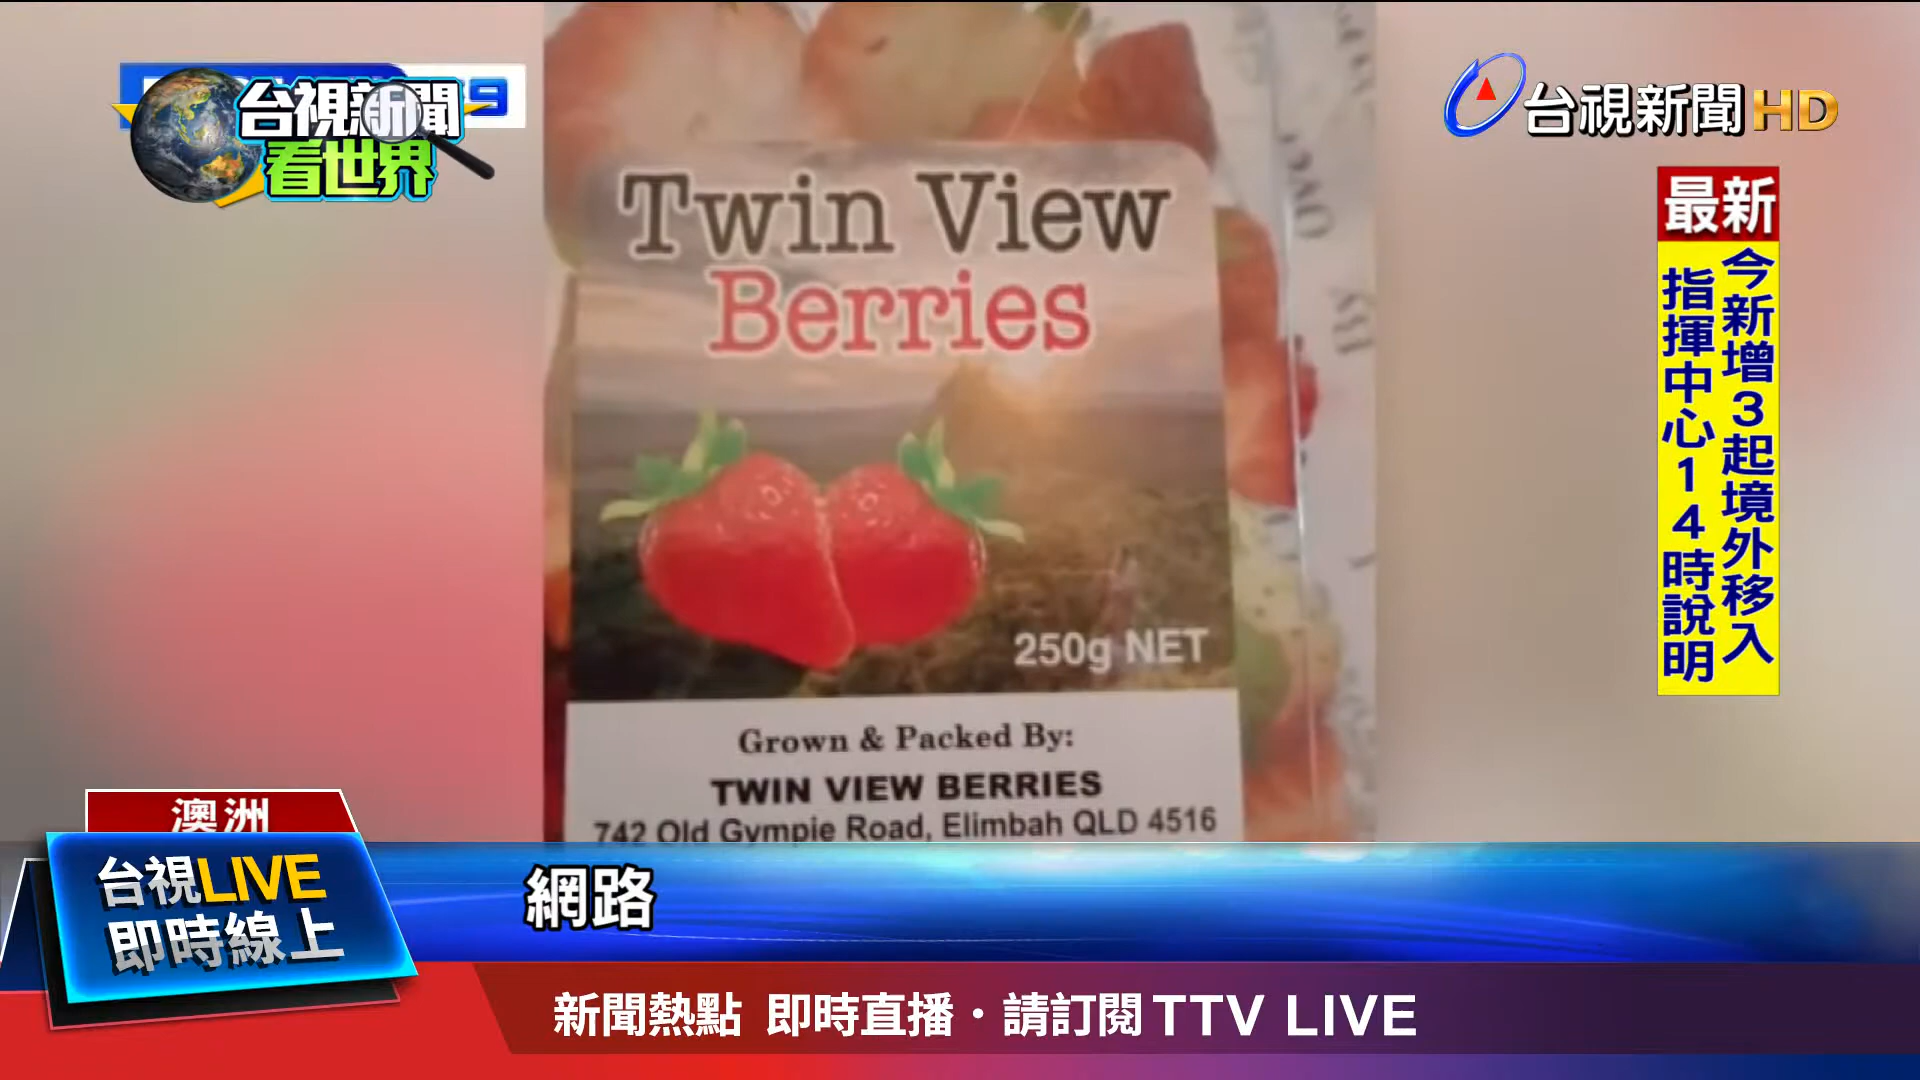 台視新聞
看世界
台視新聞HD
最新
今新增3起境外移入
指揮中心14時說明
Twin View
Berries
250g NET
Grown & Packed By:
TWIN VIEW BERRIES
742 Old Gympie Road, Elimbah QLD 4516
澳洲
台視LIVE
即時線上
網路
新聞熱點 即時直播·請訂閱TTV LIVE